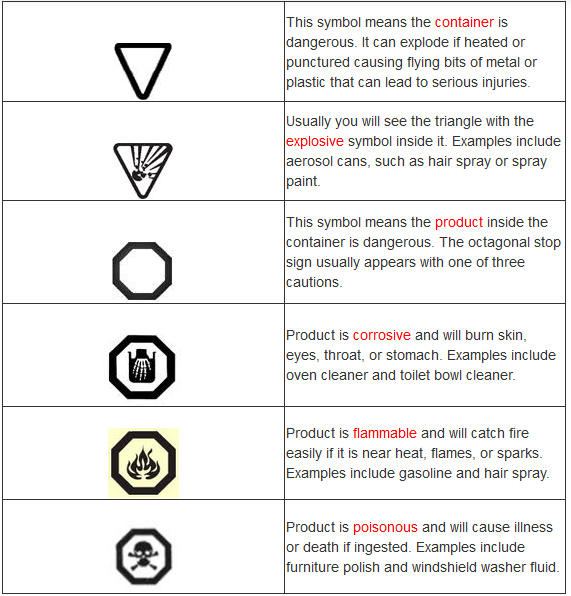 This symbol means the container is
dangerous. It can explode if heated or
punctured causing flying bits of metal or
plastic that can lead to serious injuries.
Usually you will see the triangle with the
explosive symbol inside it. Examples include
aerosol cans, such as hair spray or spray
paint.
This symbol means the product inside the
container is dangerous. The octagonal stop
sign usually appears with one of three
cautions.
Product is corrosive and will burn skin,
eyes, throat, or stomach. Examples include
oven cleaner and toilet bowl cleaner.
Product is flammable and will catch fire
easily if it is near heat, flames, or sparks.
Examples include gasoline and hair spray.
Product is poisonous and will cause illness
or death if ingested. Examples include
furniture polish and windshield washer fluid.